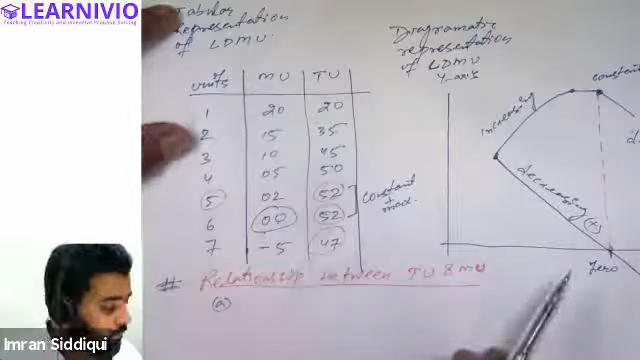 LEARNIVIO
Teaching Creativity and Inventive Problem Solving
Tabular
Representation
of LDMU.
Diagramatic
representation
of LDMU
Y-axis
units MU TU
1 20 20
2 15 35
3 10 45
4 05 50
5 02 52
6 00 52
7 -5 47
constant
+
max.
increasing
constant
decreasing (+)
Zero
# Relationship between TU & MU
(a)
Imran Siddiqui